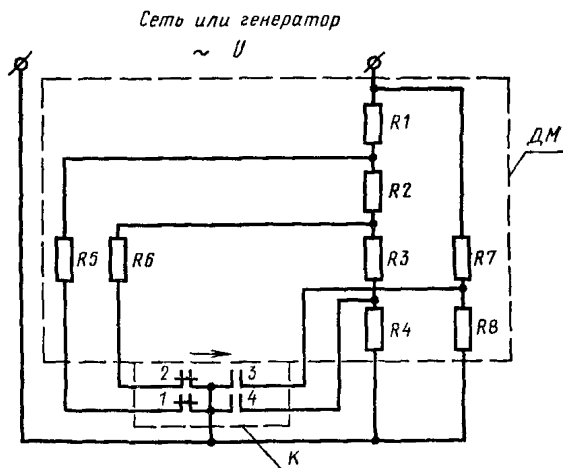 Сеть или генератор
~ U
R1
ДМ
R2
R5
R6
R3
R7
R4
R8
2
3
1
4
К